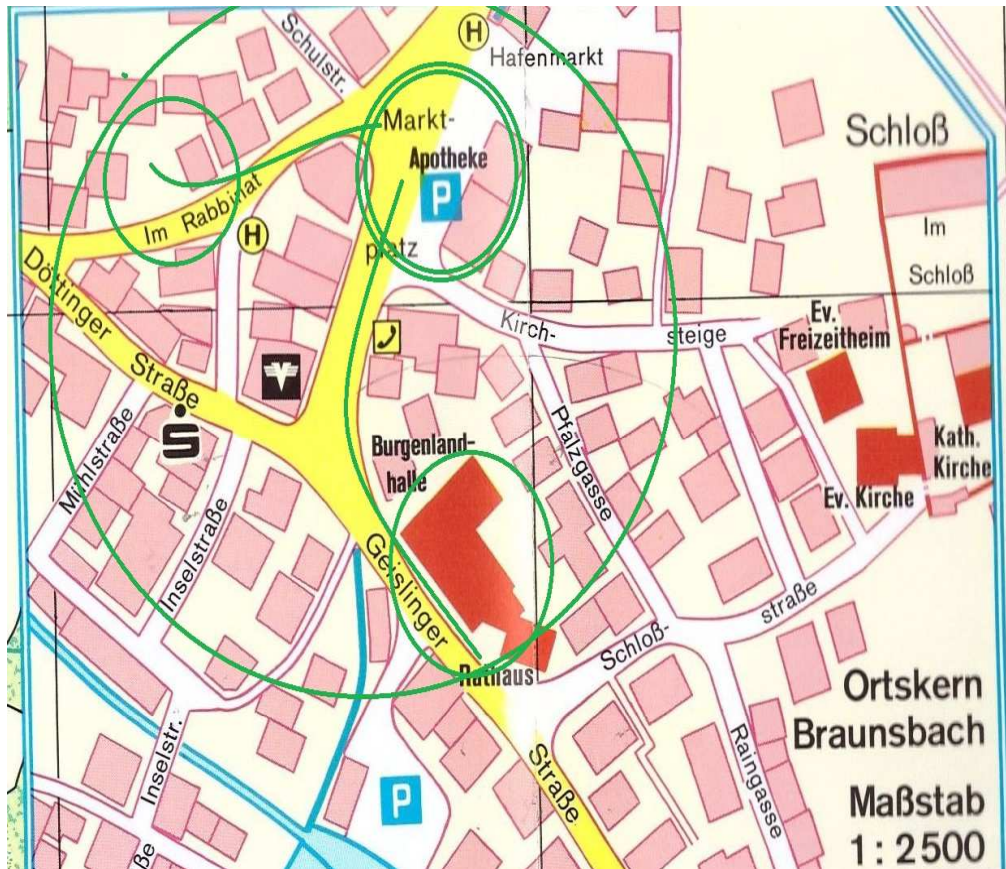 H
Hafenmarkt
Schulstr.
Markt-
Apotheke
P
platz
Schloß
Im
Schloß
Im Rabbinat
H
Döttinger
Straße
Kirch-
steige
Ev.
Freizeitheim
S
Mühlstraße
Inselstraße
Burgenland-
halle
Pfalzgasse
Kath.
Kirche
Ev. Kirche
Geislinger
Schloß-
straße
Rathaus
Inselstr.
P
Straße
Raingasse
Ortskern
Braunsbach
Maßstab
1:2500
ße